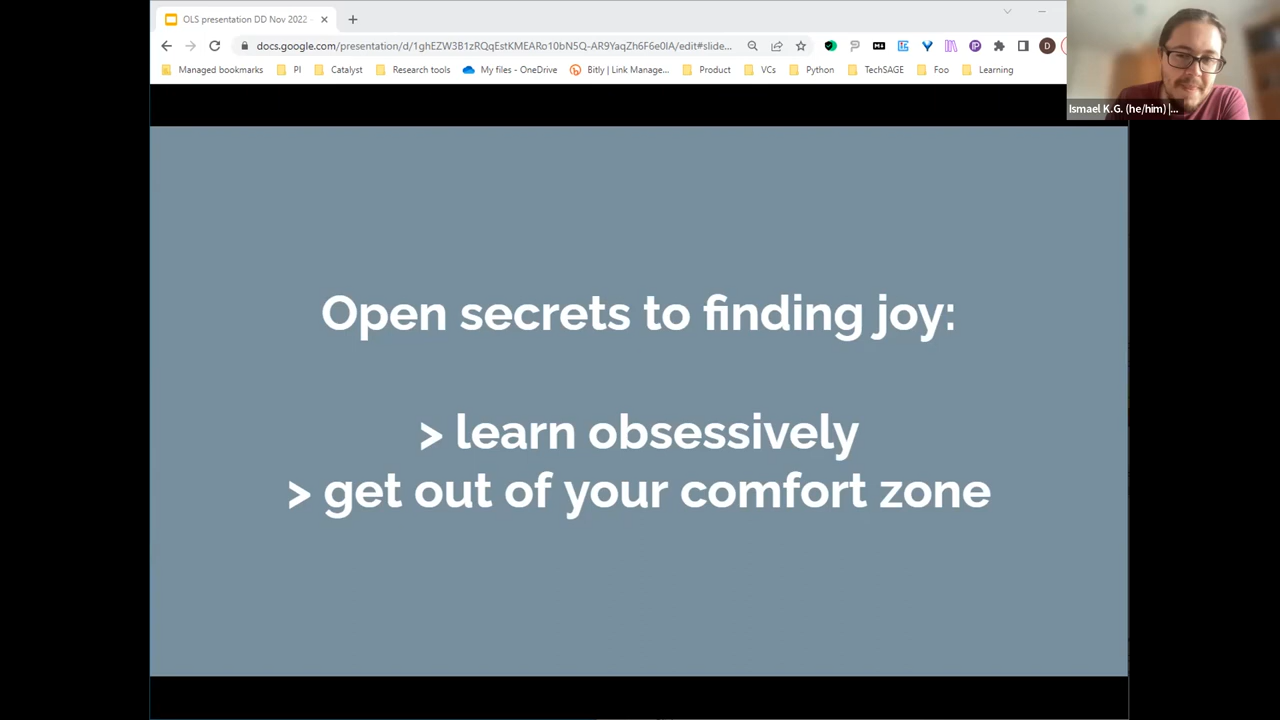 OLS presentation DD Nov 2022
docs.google.com/presentation/d/1ghEZW3B1zRQqEstKMEARo10bN5Q-AR9YaqZh6F6e0IA/edit#slide...
Managed bookmarks PI Catalyst Research tools My files - OneDrive Bitly | Link Manage... Product VCs Python TechSAGE Foo Learning
Ismael K.G. (he/him) |...
Open secrets to finding joy:
> learn obsessively
> get out of your comfort zone